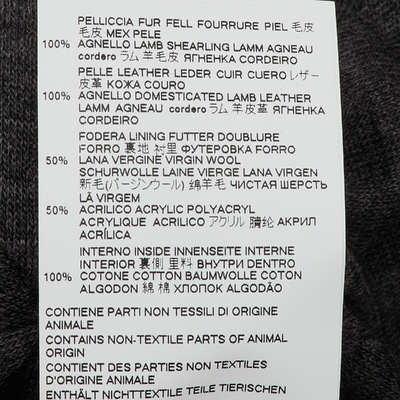 PELLICCIA FUR FELL FOURRURE PIEL 毛皮
毛皮 MEX PELE
100% AGNELLO LAMB SHEARLING LAMM AGNEAU
cordero ラム 羊毛皮 ЯГНЕНКА CORDEIRO
PELLE LEATHER LEDER CUIR CUERO レザー
皮革 КОЖА COURO
100% AGNELLO DOMESTICATED LAMB LEATHER
LAMM AGNEAU cordero ラム 羊皮革 ЯГНЕНКА
CORDEIRO
FODERA LINING FUTTER DOUBLURE
FORRO 裏地 衬里 ФУТЕРОВКА FORRO
50% LANA VERGINE VIRGIN WOOL
SCHURWOLLE LAINE VIERGE LANA VIRGEN
新毛(バージンウール) 绵羊毛 ЧИСТАЯ ШЕРСТЬ
LÃ VIRGEM
50% ACRILICO ACRYLIC POLYACRYL
ACRYLIQUE ACRILICO アクリル 腈纶 АКРИЛ
ACRÍLICA
INTERNO INSIDE INNENSEITE INTERNE
INTERIOR 裏側 里料 ВНУТРИ DENTRO
100% COTONE COTTON BAUMWOLLE COTON
ALGODON 綿 棉 ХЛОПОК ALGODÃO
CONTIENE PARTI NON TESSILI DI ORIGINE
ANIMALE
CONTAINS NON-TEXTILE PARTS OF ANIMAL
ORIGIN
CONTIENT DES PARTIES NON TEXTILES
D'ORIGINE ANIMALE
ENTHÄLT NICHTTEXTILE TEILE TIERISCHEN